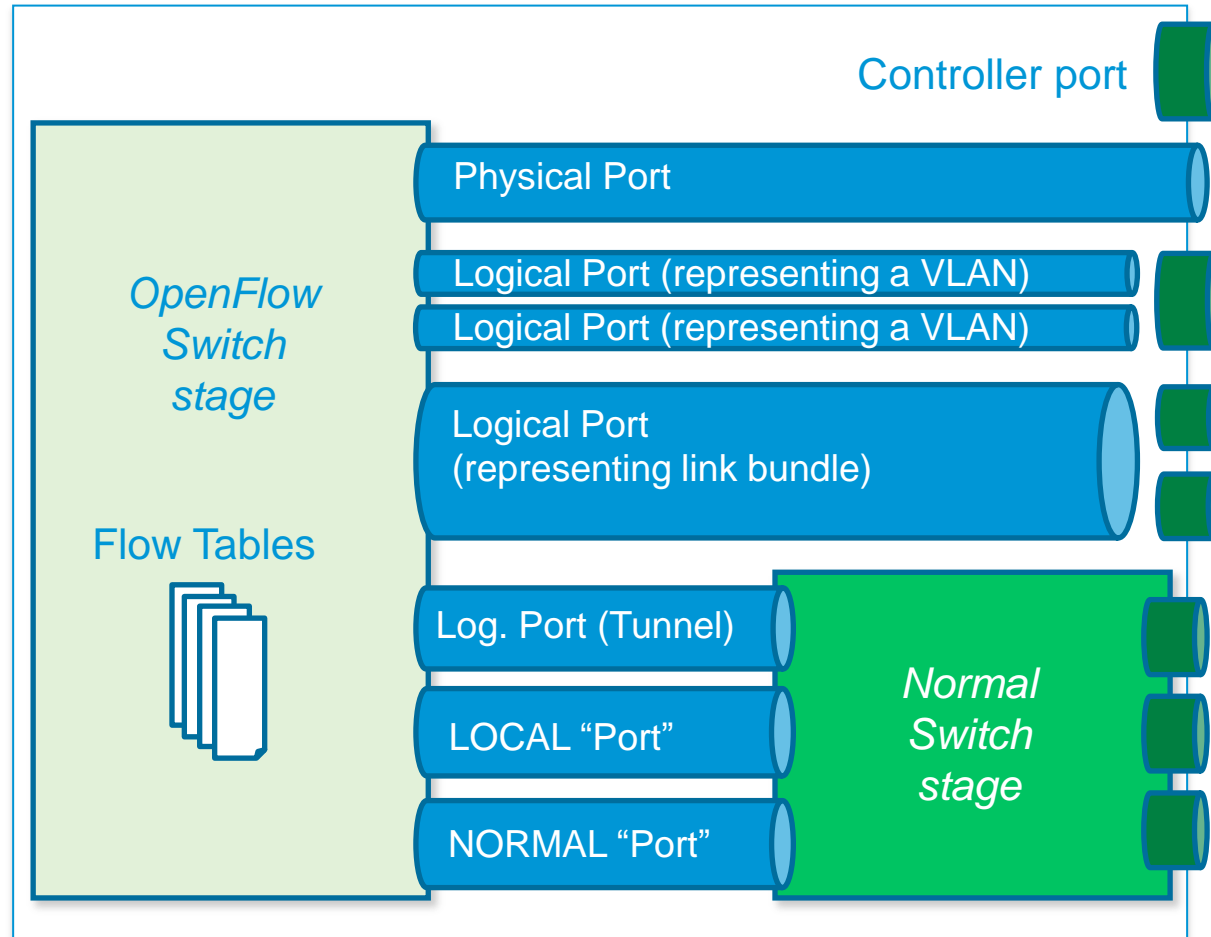 Controller port
Physical Port
Logical Port (representing a VLAN)
Logical Port (representing a VLAN)
OpenFlow
Switch
stage
Logical Port
(representing link bundle)
Flow Tables
Log. Port (Tunnel)
LOCAL “Port”
NORMAL “Port”
Normal
Switch
stage